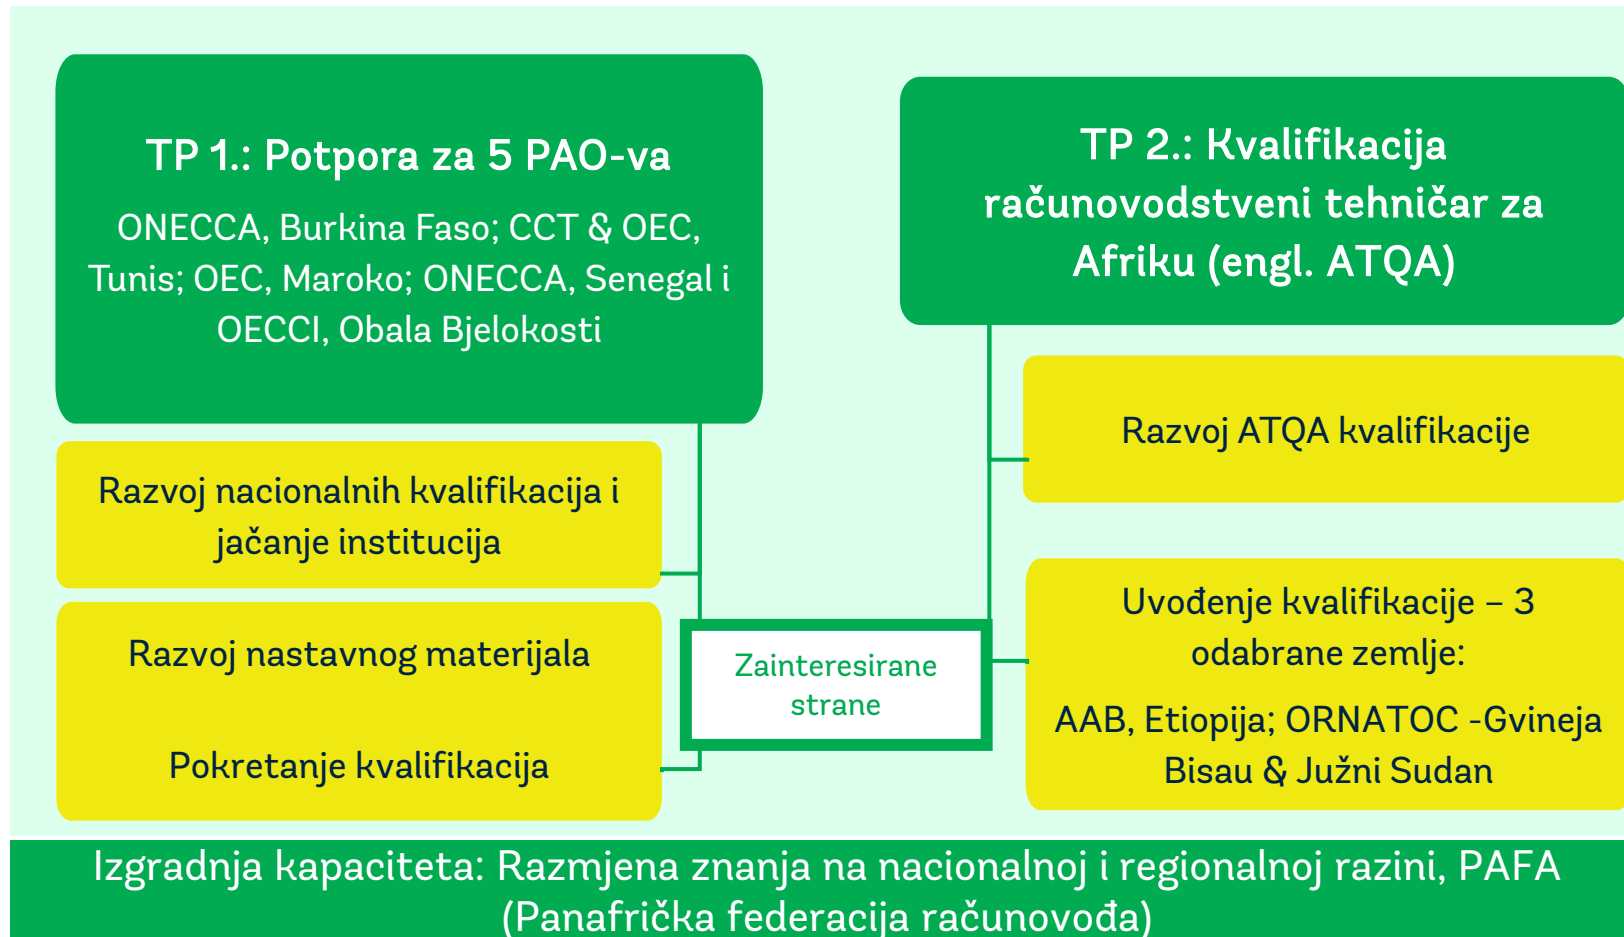 TP 1.: Potpora za 5 PAO-va
ONECCA, Burkina Faso; CCT & OEC,
Tunis; OEC, Maroko; ONECCA, Senegal i
OECCI, Obala Bjelokosti
Razvoj nacionalnih kvalifikacija i
jačanje institucija
Razvoj nastavnog materijala
Pokretanje kvalifikacija
Zainteresirane
strane
TP 2.: Kvalifikacija
računovodstveni tehničar za
Afriku (engl. ATQA)
Razvoj ATQA kvalifikacije
Uvođenje kvalifikacije – 3
odabrane zemlje:
AAB, Etiopija; ORNATOC -Gvineja
Bisau & Južni Sudan
Izgradnja kapaciteta: Razmjena znanja na nacionalnoj i regionalnoj razini, PAFA
(Panafrička federacija računovođa)